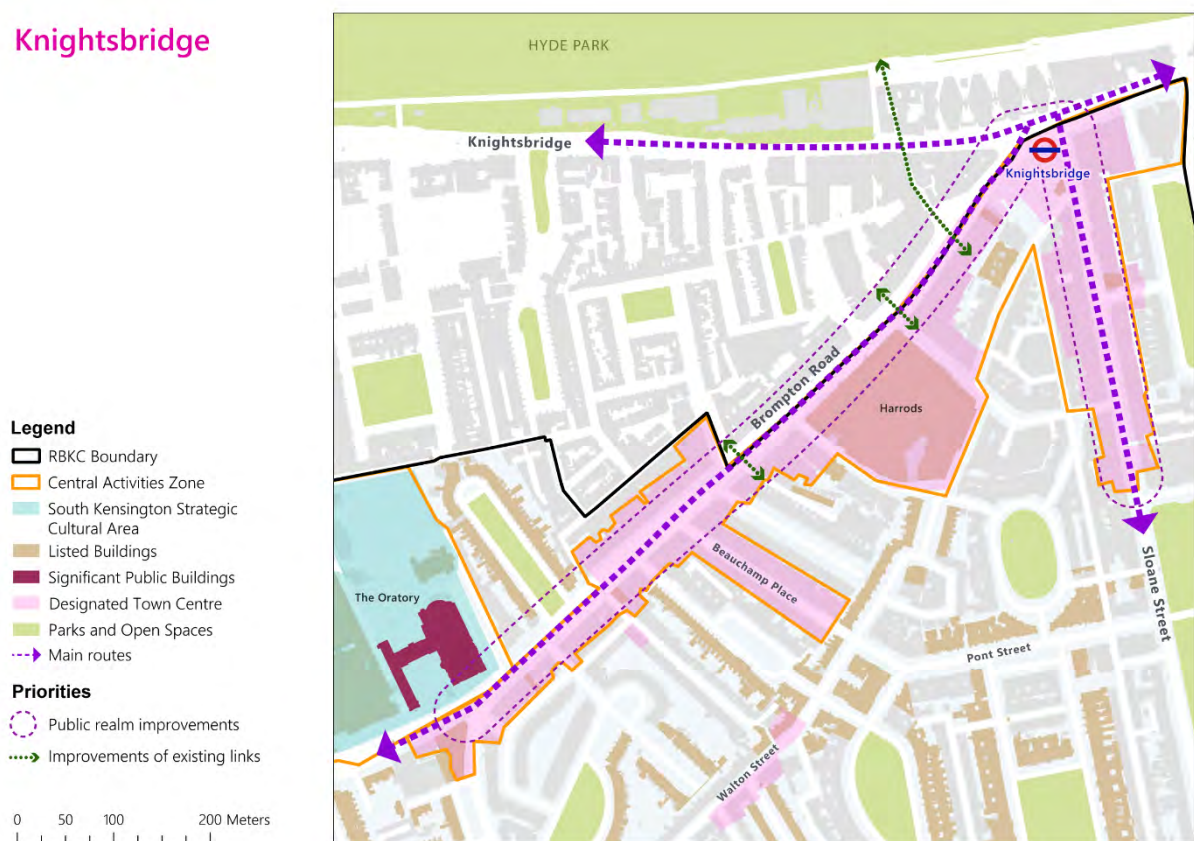 Knightsbridge
HYDE PARK
Knightsbridge
Knightsbridge
Brompton Road
Harrods
Beauchamp Place
The Oratory
Sloane Street
Pont Street
Walton Street
Legend
RBKC Boundary
Central Activities Zone
South Kensington Strategic
Cultural Area
Listed Buildings
Significant Public Buildings
Designated Town Centre
Parks and Open Spaces
Main routes
Priorities
Public realm improvements
Improvements of existing links
0 50 100 200 Meters